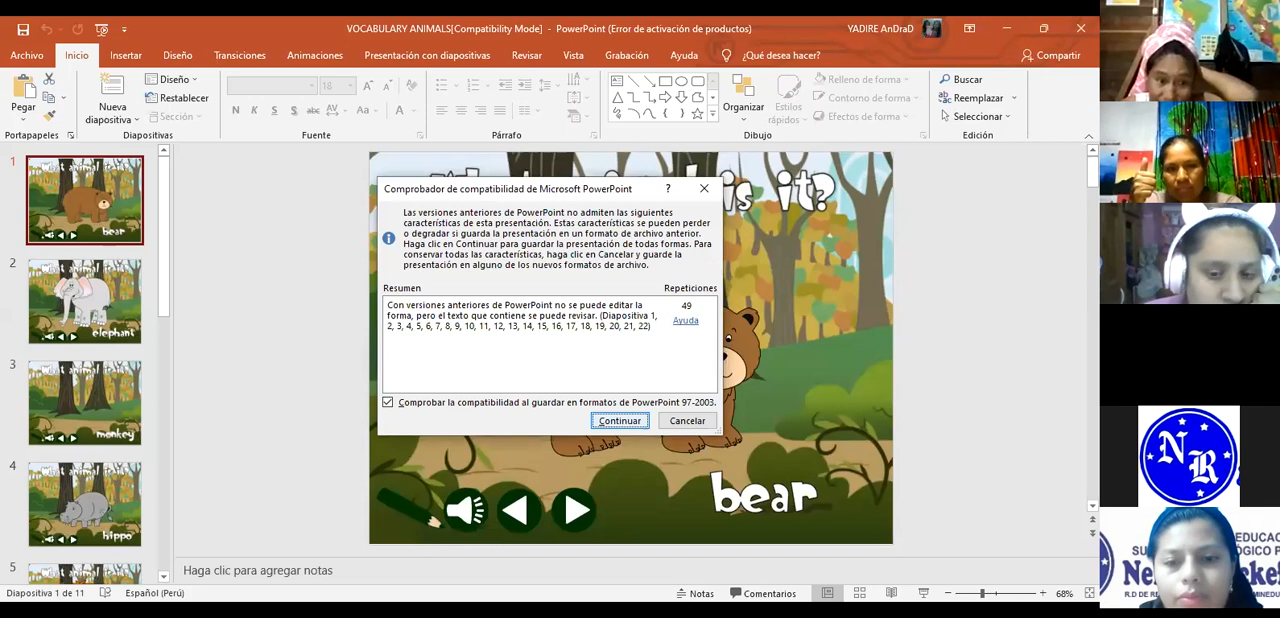 VOCABULARY ANIMALS[Compatibility Mode] - PowerPoint (Error de activación de productos)
YADIRE AnDraD
Archivo Inicio Insertar Diseño Transiciones Animaciones Presentación con diapositivas Revisar Vista Grabación Ayuda ¿Qué desea hacer? Compartir
Pegar
Nueva diapositiva
Diseño
Restablecer
Sección
18
N K S S abc AV Aa A
Organizar
Estilos rápidos
Relleno de forma
Contorno de forma
Efectos de forma
Buscar
Reemplazar
Seleccionar
Portapapeles Diapositivas Fuente Párrafo Dibujo Edición
1
bear
2
elephant
3
monkey
4
hippo
5
is it?
Comprobador de compatibilidad de Microsoft PowerPoint
Las versiones anteriores de PowerPoint no admiten las siguientes
características de esta presentación. Estas características se pueden perder
o degradar si guarda la presentación en un formato de archivo anterior.
Haga clic en Continuar para guardar la presentación de todas formas. Para
conservar todas las características, haga clic en Cancelar y guarde la
presentación en alguno de los nuevos formatos de archivo.
Resumen Repeticiones
Con versiones anteriores de PowerPoint no se puede editar la 49
forma, pero el texto que contiene se puede revisar. (Diapositiva 1, Ayuda
2, 3, 4, 5, 6, 7, 8, 9, 10, 11, 12, 13, 14, 15, 16, 17, 18, 19, 20, 21, 22)
Comprobar la compatibilidad al guardar en formatos de PowerPoint 97-2003.
Continuar Cancelar
bear
Haga clic para agregar notas
Diapositiva 1 de 11 Español (Perú) Notas Comentarios 68%
NR
EDUCAC